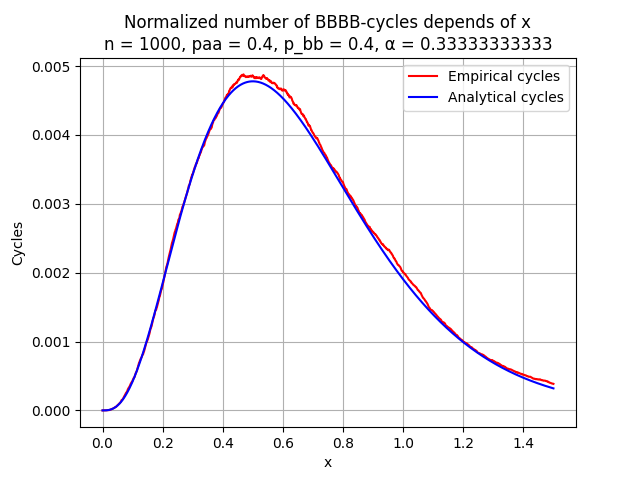 Normalized number of BBBB-cycles depends of x
n = 1000, paa = 0.4, p_bb = 0.4, α = 0.33333333333
Empirical cycles
Analytical cycles
Cycles
0.005
0.004
0.003
0.002
0.001
0.000
0.0 0.2 0.4 0.6 0.8 1.0 1.2 1.4
x